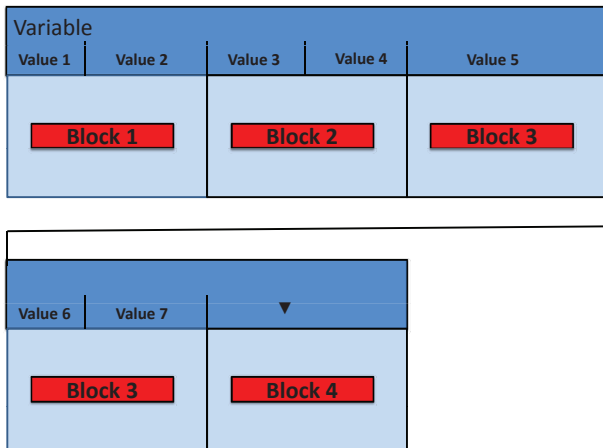 Variable
Value 1 Value 2 Value 3 Value 4 Value 5
Block 1 Block 2 Block 3
Value 6 Value 7 ▼
Block 3 Block 4